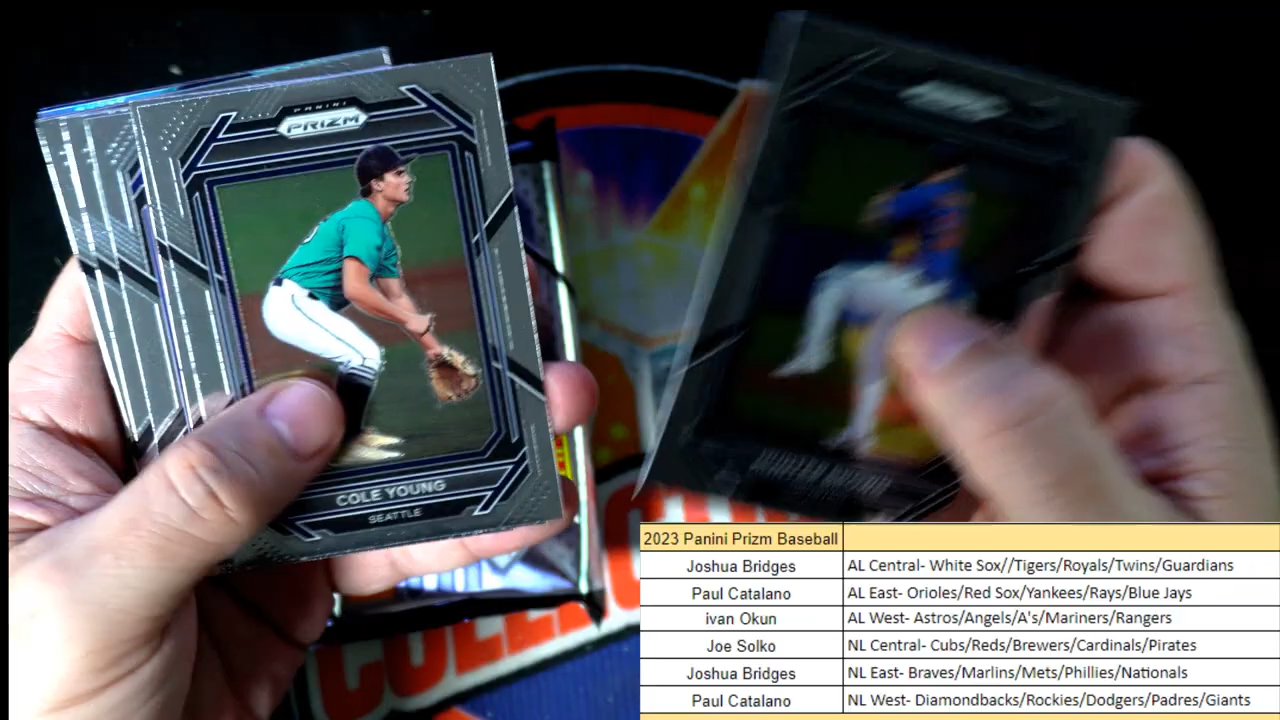 PANINI
PRIZM
COLE YOUNG
SEATTLE
2023 Panini Prizm Baseball
Joshua Bridges AL Central- White Sox//Tigers/Royals/Twins/Guardians
Paul Catalano AL East- Orioles/Red Sox/Yankees/Rays/Blue Jays
ivan Okun AL West- Astros/Angels/A's/Mariners/Rangers
Joe Solko NL Central- Cubs/Reds/Brewers/Cardinals/Pirates
Joshua Bridges NL East- Braves/Marlins/Mets/Phillies/Nationals
Paul Catalano NL West- Diamondbacks/Rockies/Dodgers/Padres/Giants